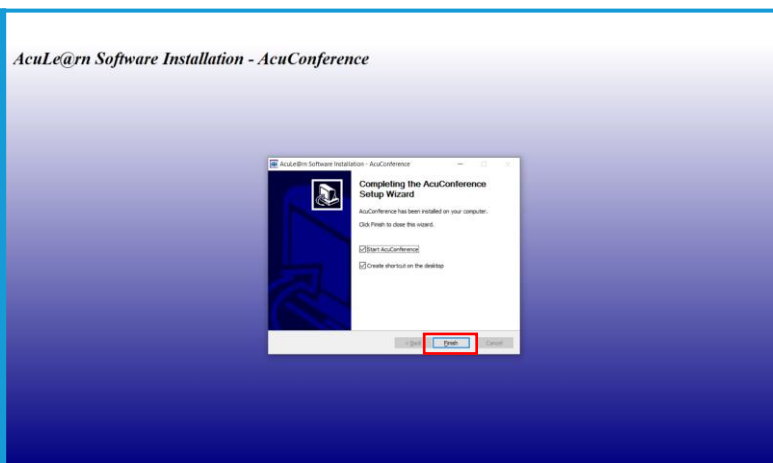 AcuLe@rn Software Installation - AcuConference
AcuLe@rn Software Installation - AcuConference
Completing the AcuConference
Setup Wizard
AcuConference has been installed on your computer.
Click Finish to close this wizard.
Start AcuConference
Create shortcut on the desktop
< Back Finish Cancel